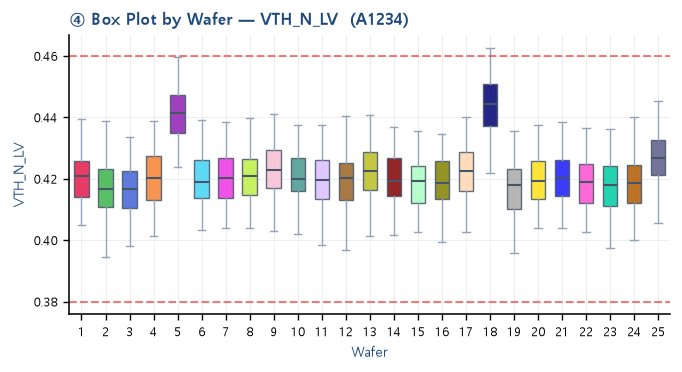 ④ Box Plot by Wafer — VTH_N_LV (A1234)
0.46
0.44
0.42
0.40
0.38
VTH_N_LV
1 2 3 4 5 6 7 8 9 10 11 12 13 14 15 16 17 18 19 20 21 22 23 24 25
Wafer